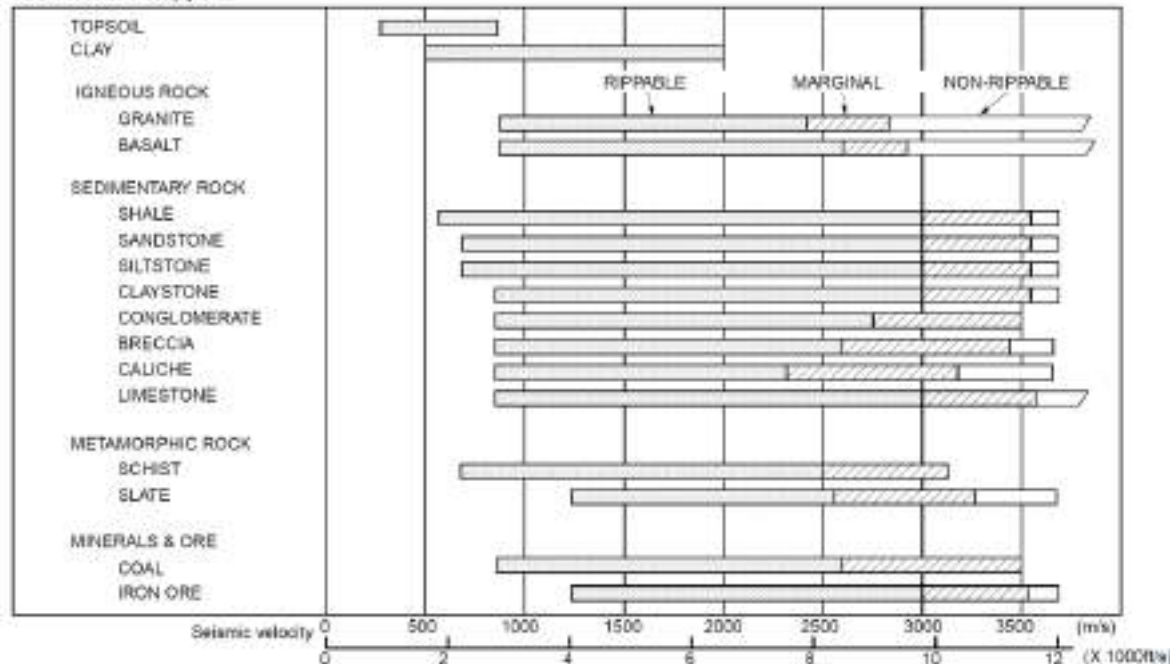 TOPSOIL
CLAY
RIPPABLE MARGINAL NON-RIPPABLE
IGNEOUS ROCK
GRANITE
BASALT
SEDIMENTARY ROCK
SHALE
SANDSTONE
SILTSTONE
CLAYSTONE
CONGLOMERATE
BRECCIA
CALICHE
LIMESTONE
METAMORPHIC ROCK
SCHIST
SLATE
MINERALS & ORE
COAL
IRON ORE
Seismic velocity 0 500 1000 1500 2000 2500 3000 3500 (m/s)
0 2 4 6 8 10 12 (X 1000ft/s)